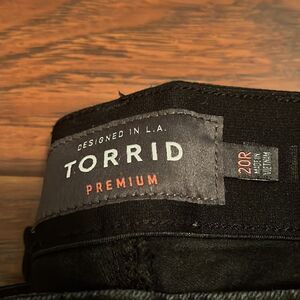 DESIGNED IN L.A.
TORRID
PREMIUM
20R
MADE IN
VIETNAM